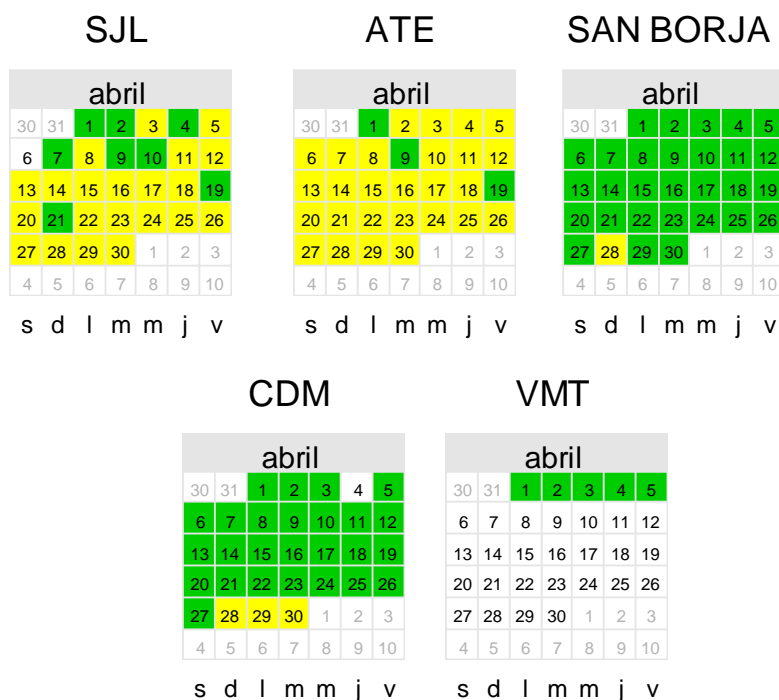 SJL ATE SAN BORJA
abril abril abril
30 31 1 2 3 4 5 30 31 1 2 3 4 5 30 31 1 2 3 4 5
6 7 8 9 10 11 12 6 7 8 9 10 11 12 6 7 8 9 10 11 12
13 14 15 16 17 18 19 13 14 15 16 17 18 19 13 14 15 16 17 18 19
20 21 22 23 24 25 26 20 21 22 23 24 25 26 20 21 22 23 24 25 26
27 28 29 30 1 2 3 27 28 29 30 1 2 3 27 28 29 30 1 2 3
4 5 6 7 8 9 10 4 5 6 7 8 9 10 4 5 6 7 8 9 10
s d l m m j v s d l m m j v s d l m m j v
CDM VMT
abril abril
30 31 1 2 3 4 5 30 31 1 2 3 4 5
6 7 8 9 10 11 12 6 7 8 9 10 11 12
13 14 15 16 17 18 19 13 14 15 16 17 18 19
20 21 22 23 24 25 26 20 21 22 23 24 25 26
27 28 29 30 1 2 3 27 28 29 30 1 2 3
4 5 6 7 8 9 10 4 5 6 7 8 9 10
s d l m m j v s d l m m j v